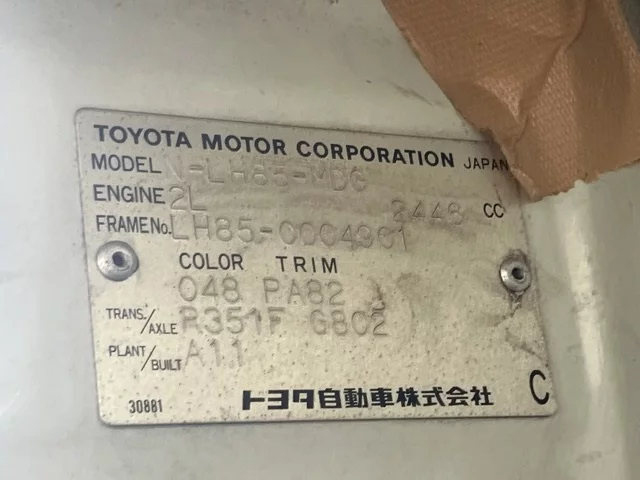 TOYOTA MOTOR CORPORATION JAPAN
MODEL N-LH85-MDG
ENGINE 2L 2446 CC
FRAME No. LH85-0004901
COLOR TRIM
048 PA82
TRANS./AXLE R351F G802
PLANT/BUILT A11
30881 トヨタ自動車株式会社 C